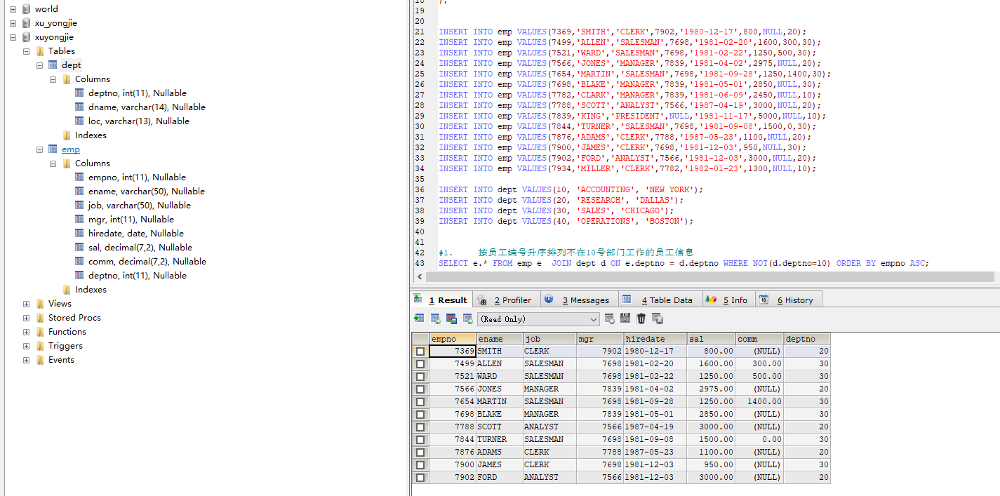 world
xu_yongjie
xuyongjie
Tables
dept
Columns
deptno, int(11), Nullable
dname, varchar(14), Nullable
loc, varchar(13), Nullable
Indexes
emp
Columns
empno, int(11), Nullable
ename, varchar(50), Nullable
job, varchar(50), Nullable
mgr, int(11), Nullable
hiredate, date, Nullable
sal, decimal(7,2), Nullable
comm, decimal(7,2), Nullable
deptno, int(11), Nullable
Indexes
Views
Stored Procs
Functions
Triggers
Events
18 );
19
20
21 INSERT INTO emp VALUES(7369,'SMITH','CLERK',7902,'1980-12-17',800,NULL,20);
22 INSERT INTO emp VALUES(7499,'ALLEN','SALESMAN',7698,'1981-02-20',1600,300,30);
23 INSERT INTO emp VALUES(7521,'WARD','SALESMAN',7698,'1981-02-22',1250,500,30);
24 INSERT INTO emp VALUES(7566,'JONES','MANAGER',7839,'1981-04-02',2975,NULL,20);
25 INSERT INTO emp VALUES(7654,'MARTIN','SALESMAN',7698,'1981-09-28',1250,1400,30);
26 INSERT INTO emp VALUES(7698,'BLAKE','MANAGER',7839,'1981-05-01',2850,NULL,30);
27 INSERT INTO emp VALUES(7782,'CLARK','MANAGER',7839,'1981-06-09',2450,NULL,10);
28 INSERT INTO emp VALUES(7788,'SCOTT','ANALYST',7566,'1987-04-19',3000,NULL,20);
29 INSERT INTO emp VALUES(7839,'KING','PRESIDENT',NULL,'1981-11-17',5000,NULL,10);
30 INSERT INTO emp VALUES(7844,'TURNER','SALESMAN',7698,'1981-09-08',1500,0,30);
31 INSERT INTO emp VALUES(7876,'ADAMS','CLERK',7788,'1987-05-23',1100,NULL,20);
32 INSERT INTO emp VALUES(7900,'JAMES','CLERK',7698,'1981-12-03',950,NULL,30);
33 INSERT INTO emp VALUES(7902,'FORD','ANALYST',7566,'1981-12-03',3000,NULL,20);
34 INSERT INTO emp VALUES(7934,'MILLER','CLERK',7782,'1982-01-23',1300,NULL,10);
35
36 INSERT INTO dept VALUES(10, 'ACCOUNTING', 'NEW YORK');
37 INSERT INTO dept VALUES(20, 'RESEARCH', 'DALLAS');
38 INSERT INTO dept VALUES(30, 'SALES', 'CHICAGO');
39 INSERT INTO dept VALUES(40, 'OPERATIONS', 'BOSTON');
40
41
42 #1. 按员工编号升序排列不在10号部门工作的员工信息
43 SELECT e.* FROM emp e JOIN dept d ON e.deptno = d.deptno WHERE NOT(d.deptno=10) ORDER BY empno ASC;
1 Result 2 Profiler 3 Messages 4 Table Data 5 Info 6 History
(Read Only)
empno ename job mgr hiredate sal comm deptno
7369 SMITH CLERK 7902 1980-12-17 800.00 (NULL) 20
7499 ALLEN SALESMAN 7698 1981-02-20 1600.00 300.00 30
7521 WARD SALESMAN 7698 1981-02-22 1250.00 500.00 30
7566 JONES MANAGER 7839 1981-04-02 2975.00 (NULL) 20
7654 MARTIN SALESMAN 7698 1981-09-28 1250.00 1400.00 30
7698 BLAKE MANAGER 7839 1981-05-01 2850.00 (NULL) 30
7788 SCOTT ANALYST 7566 1987-04-19 3000.00 (NULL) 20
7844 TURNER SALESMAN 7698 1981-09-08 1500.00 0.00 30
7876 ADAMS CLERK 7788 1987-05-23 1100.00 (NULL) 20
7900 JAMES CLERK 7698 1981-12-03 950.00 (NULL) 30
7902 FORD ANALYST 7566 1981-12-03 3000.00 (NULL) 20